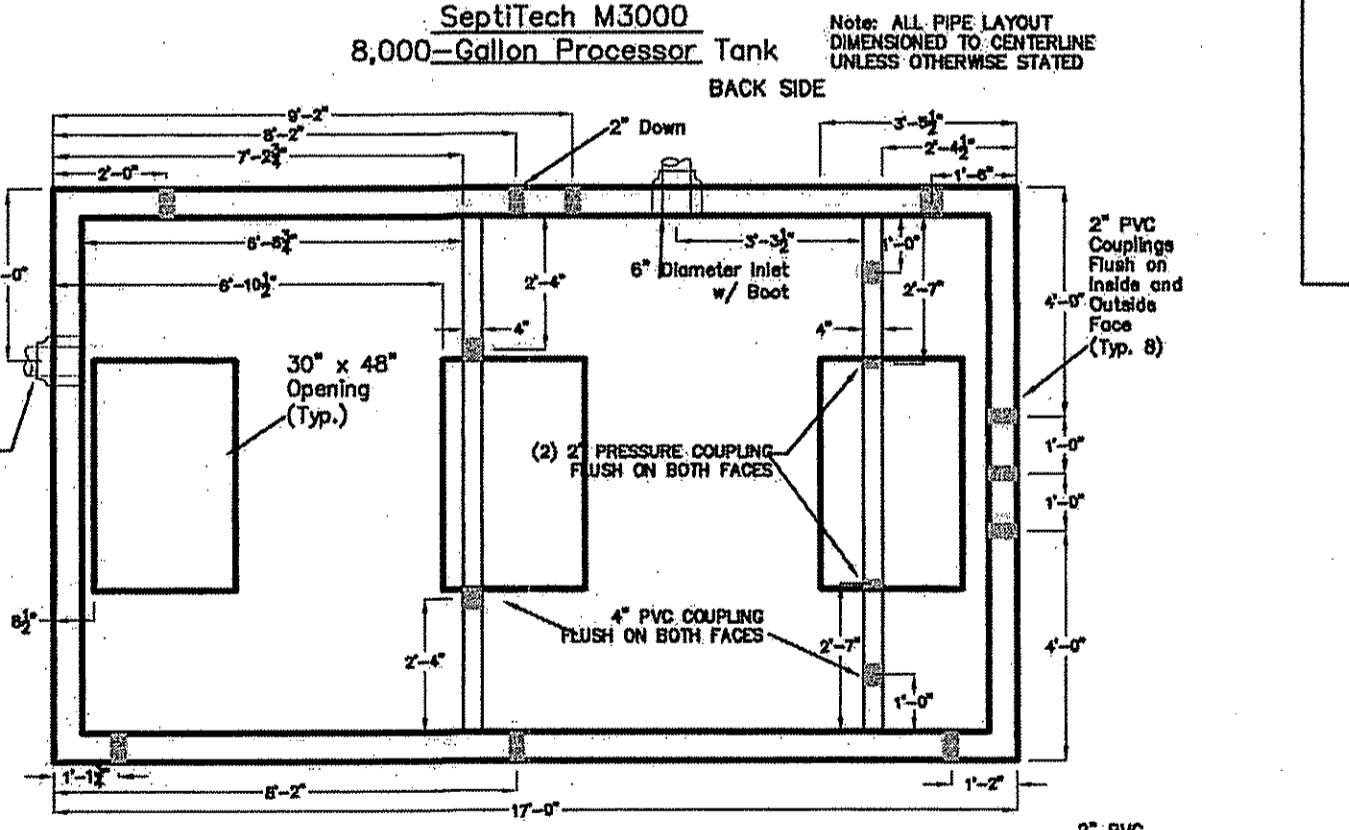 SeptiTech M3000
8,000-Gallon Processor Tank
Note: ALL PIPE LAYOUT
DIMENSIONED TO CENTERLINE
UNLESS OTHERWISE STATED
BACK SIDE
9'-2"
8'-2"
7'-2¾"
2'-0"
2" Down
3'-5½"
2'-4½"
1'-6"
-0"
6'-5¾"
6'-10½"
2'-4"
4"
6" Diameter Inlet
w/ Boot
3'-3½"
1'-0"
2'-7"
4"
4'-0"
2" PVC
Couplings
Flush on
Inside and
Outside
Face
(Typ. 8)
30" x 48"
Opening
(Typ.)
(2) 2" PRESSURE COUPLING
FLUSH ON BOTH FACES
1'-0"
1'-0"
4" PVC COUPLING
FLUSH ON BOTH FACES
8½"
2'-4"
2'-7"
1'-0"
4'-0"
8'-2"
1'-2"
17'-0"
2" PVC